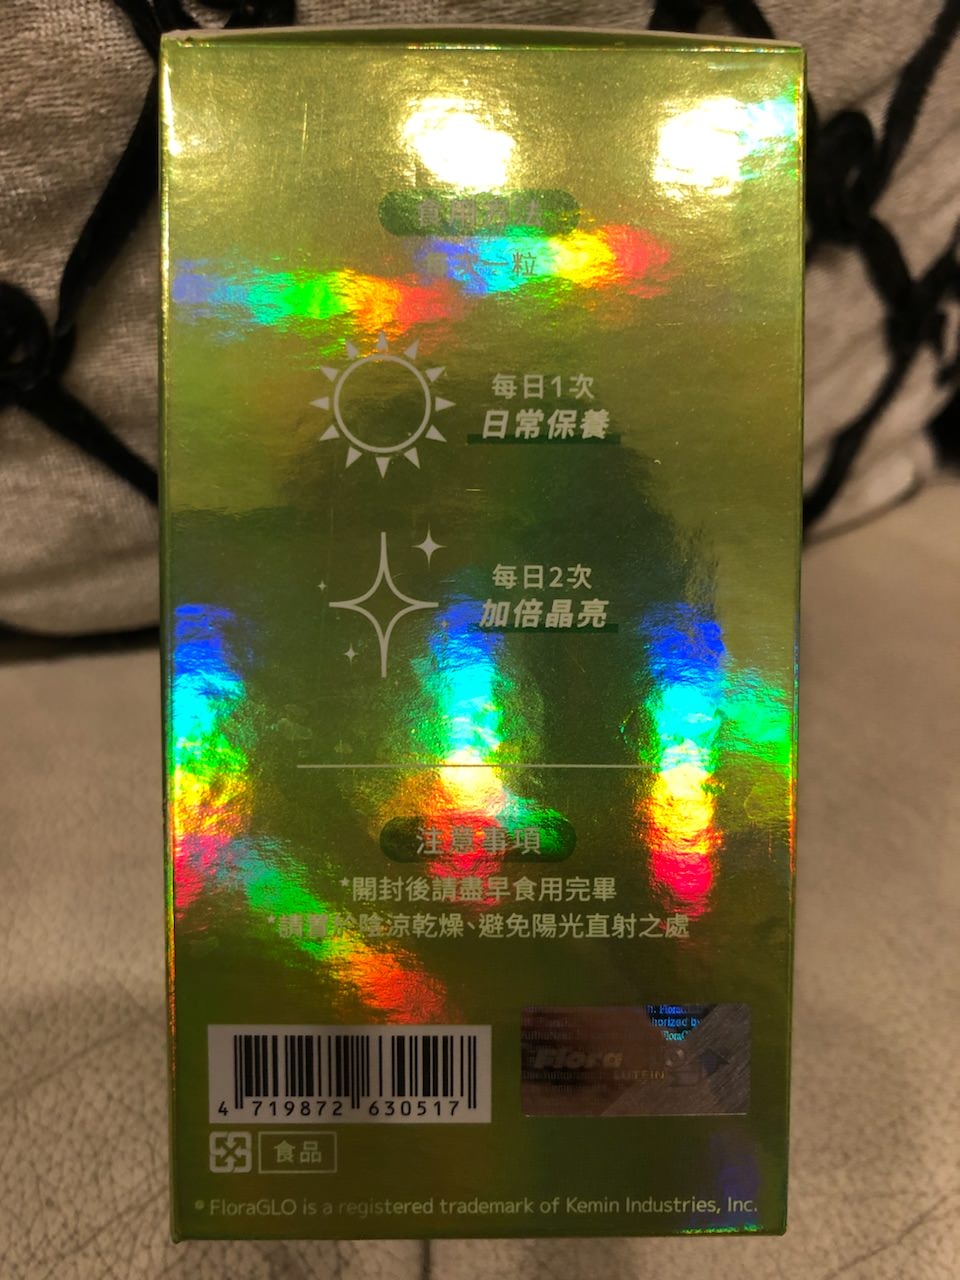 食用方法
一粒
每日1次
日常保養
每日2次
加倍晶亮
注意事項
*開封後請盡早食用完畢
*請置於陰涼乾燥、避免陽光直射之處
Flora
LUTEIN
4 719872 630517
食品
* FloraGLO is a registered trademark of Kemin Industries, Inc.